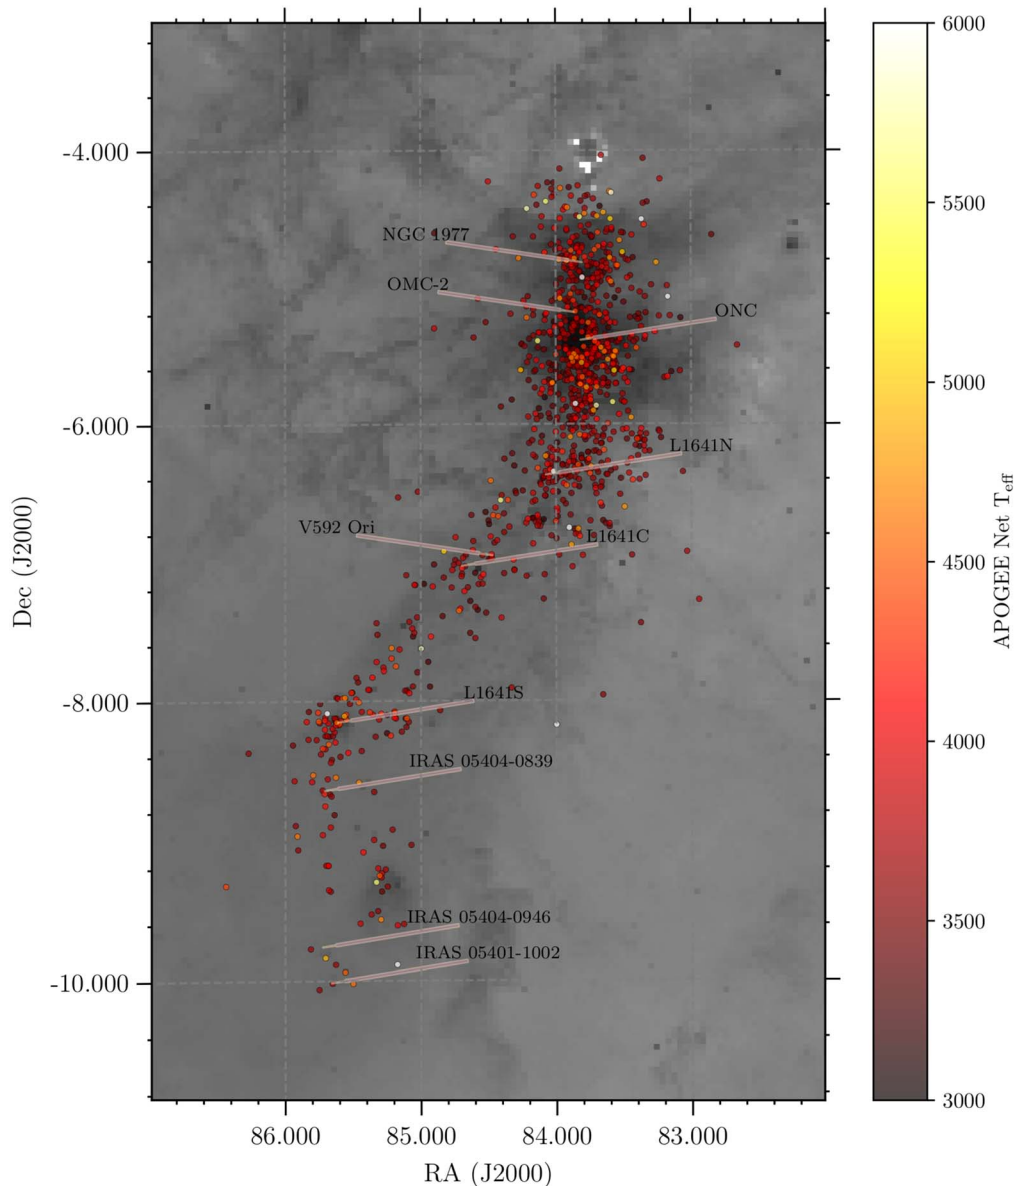 6000
-4.000
5500
NGC 1977
OMC-2
ONC
5000
-6.000
L1641N
V592 Ori
L1641C
4500
Dec (J2000)
APOGEE Net T_eff
-8.000
L1641S
4000
IRAS 05404-0839
3500
IRAS 05404-0946
IRAS 05401-1002
-10.000
3000
86.000 85.000 84.000 83.000
RA (J2000)